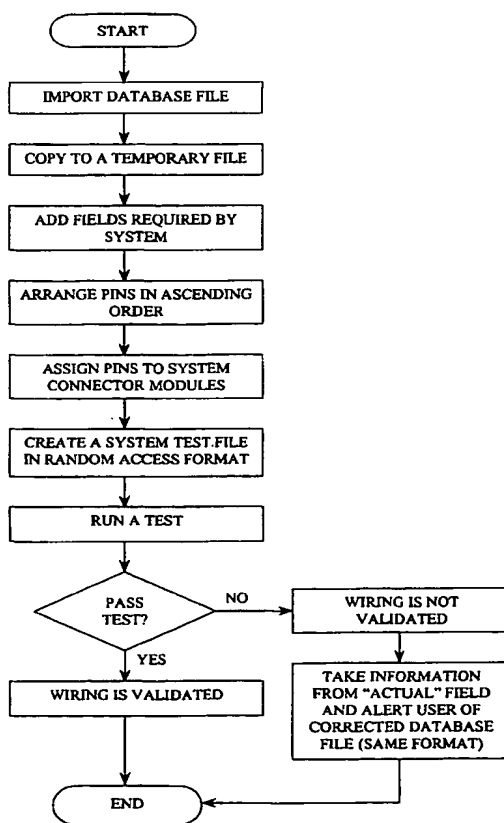 START
IMPORT DATABASE FILE
COPY TO A TEMPORARY FILE
ADD FIELDS REQUIRED BY
SYSTEM
ARRANGE PINS IN ASCENDING
ORDER
ASSIGN PINS TO SYSTEM
CONNECTOR MODULES
CREATE A SYSTEM TEST.FILE
IN RANDOM ACCESS FORMAT
RUN A TEST
PASS
TEST?
NO
YES
WIRING IS NOT
VALIDATED
WIRING IS VALIDATED
TAKE INFORMATION
FROM "ACTUAL" FIELD
AND ALERT USER OF
CORRECTED DATABASE
FILE (SAME FORMAT)
END